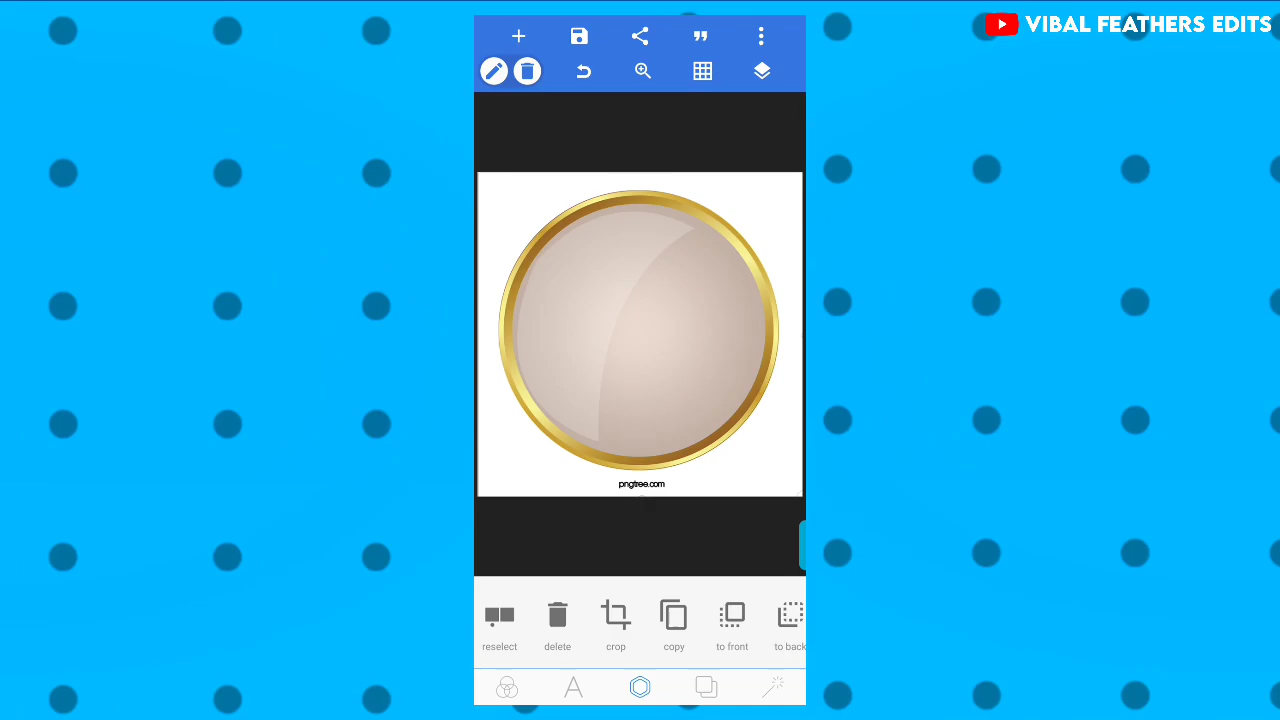 VIBAL FEATHERS EDITS
pngtree.com
reselect
delete
crop
copy
to front
to back